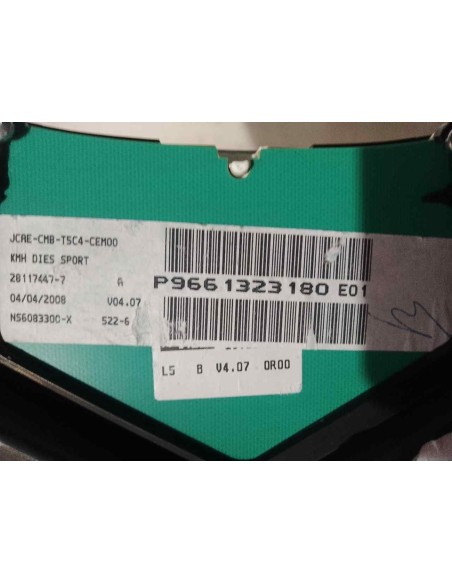 JCAE-CMB-T5C4-CEM00
KMH DIES SPORT
28117447-7 A
04/04/2008 V04.07
NS6083300-X 522-6
P9661323180 E01
L5 B V4.07 0R00